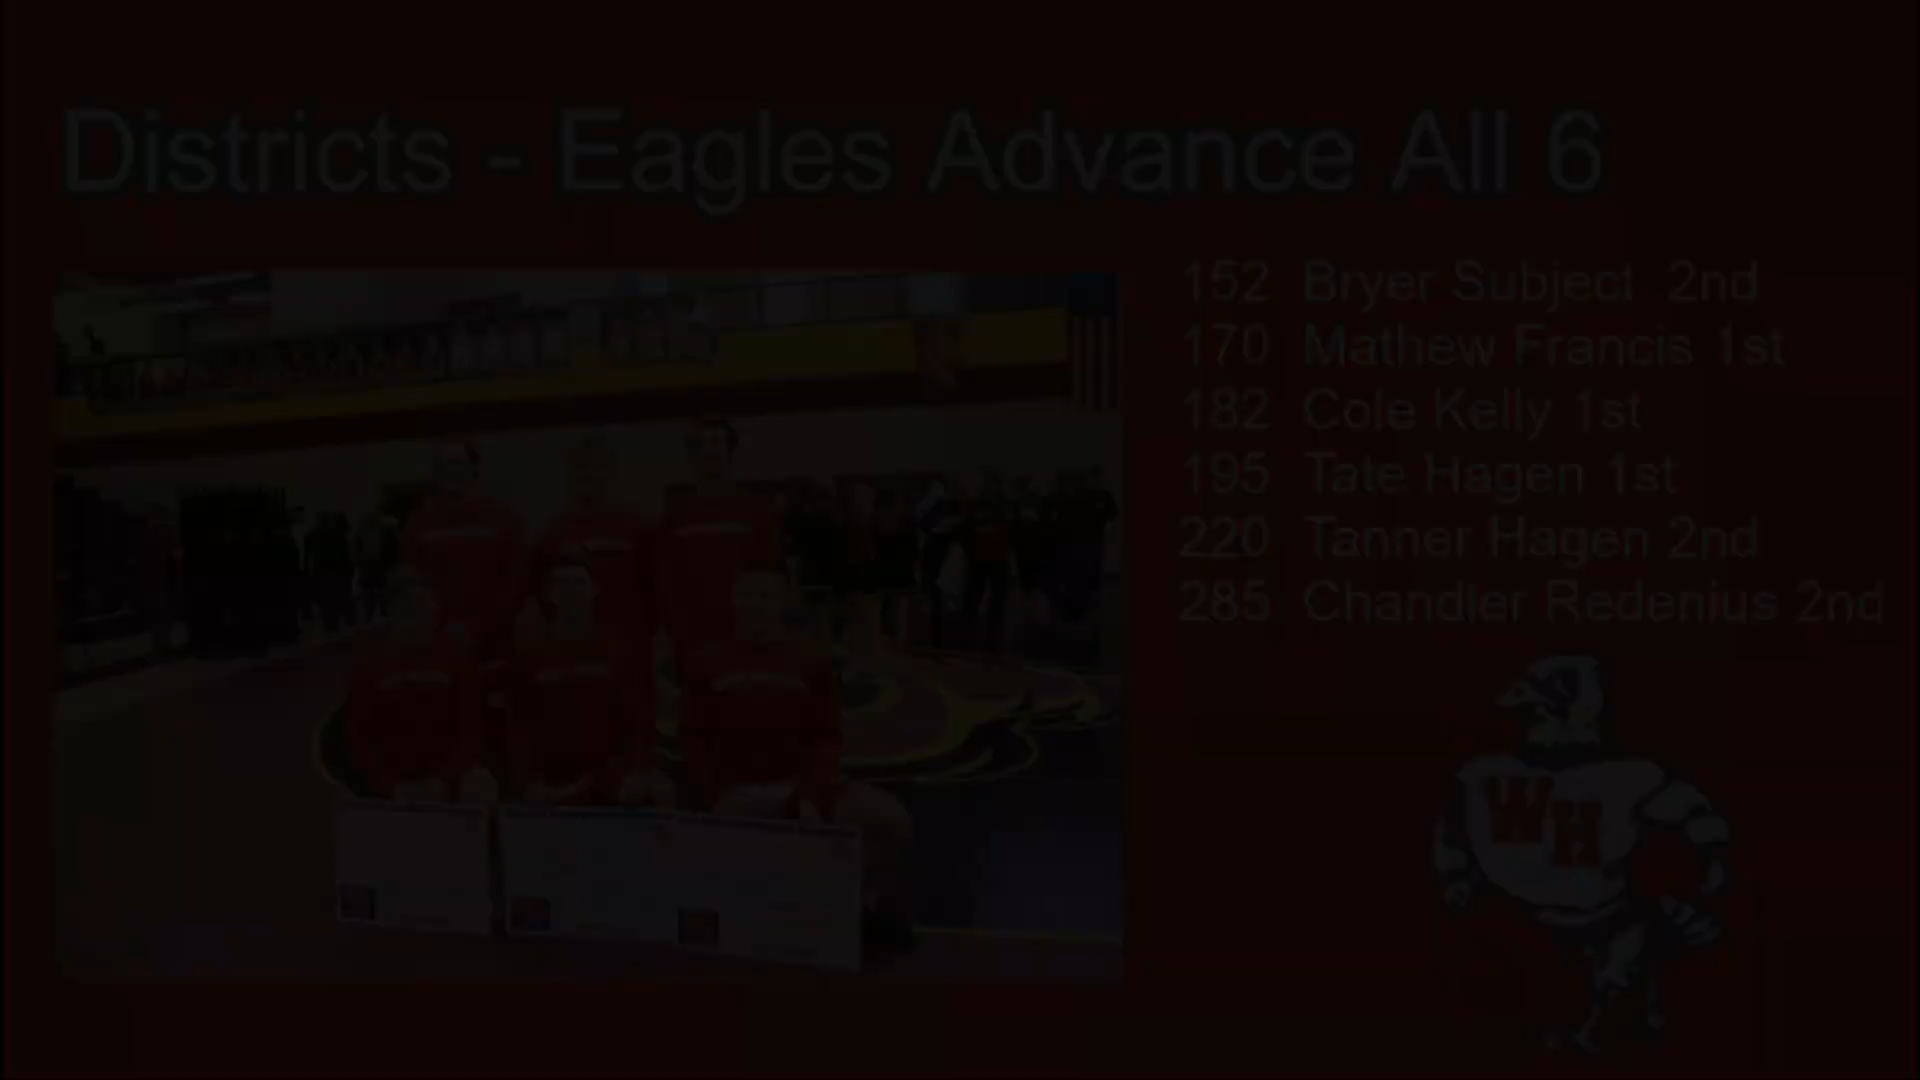 Districts - Eagles Advance All 6
152 Bryer Subject 2nd
170 Mathew Francis 1st
182 Cole Kelly 1st
195 Tate Hagen 1st
220 Tanner Hagen 2nd
285 Chandler Redenius 2nd
WH